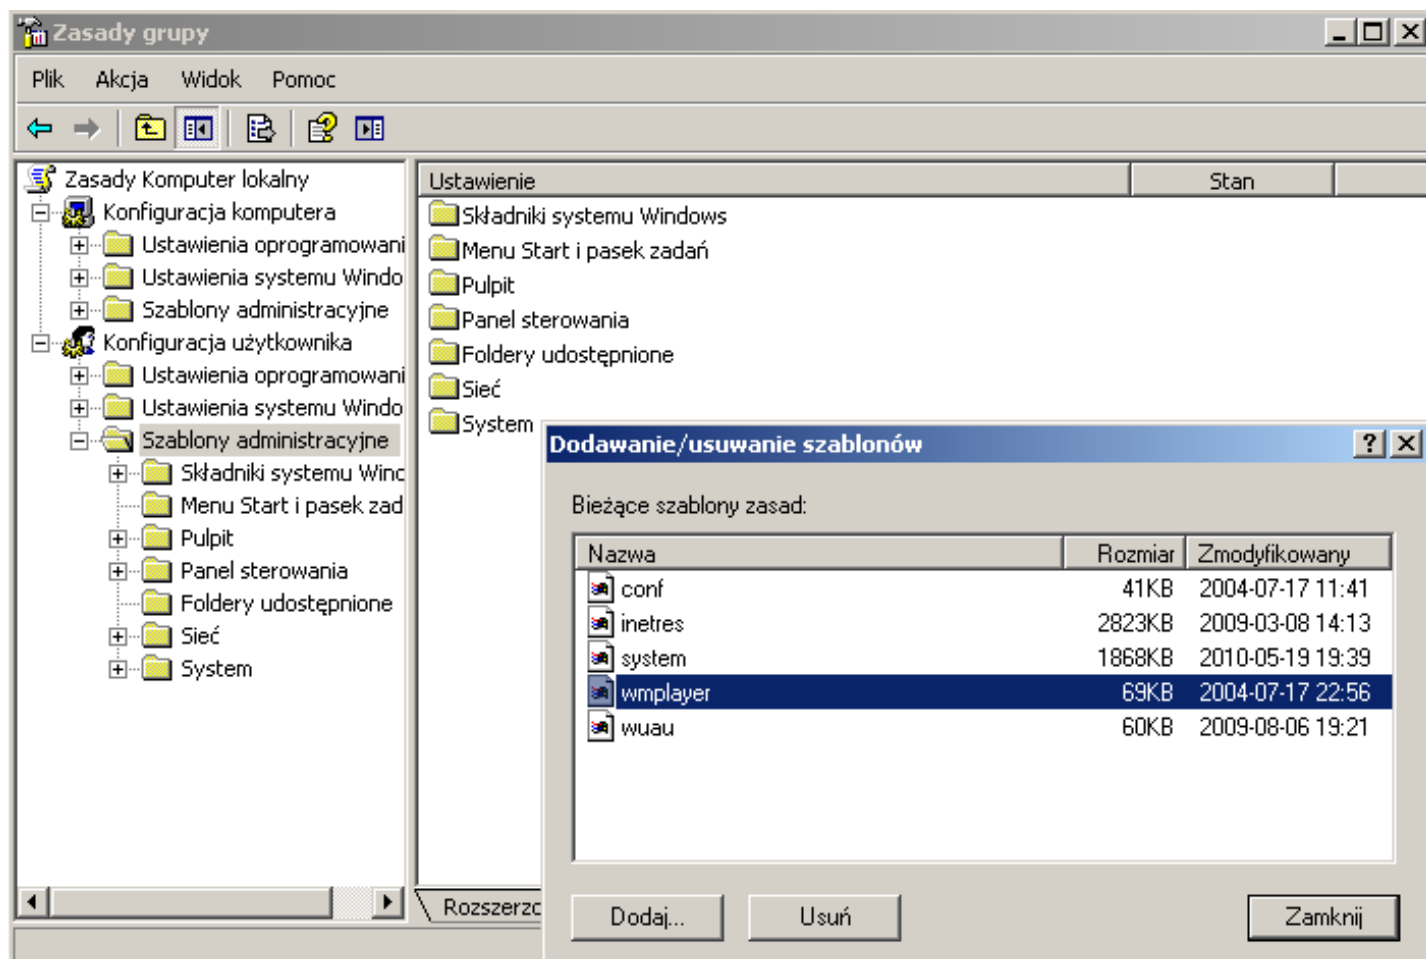 Zasady grupy
Plik Akcja Widok Pomoc
Zasady Komputer lokalny
Konfiguracja komputera
Ustawienia oprogramowani
Ustawienia systemu Windo
Szablony administracyjne
Konfiguracja użytkownika
Ustawienia oprogramowani
Ustawienia systemu Windo
Szablony administracyjne
Składniki systemu Winc
Menu Start i pasek zad
Pulpit
Panel sterowania
Foldery udostępnione
Sieć
System
Ustawienie Stan
Składniki systemu Windows
Menu Start i pasek zadań
Pulpit
Panel sterowania
Foldery udostępnione
Sieć
System
Rozszerzo
Dodawanie/usuwanie szablonów
Bieżące szablony zasad:
Nazwa Rozmiar Zmodyfikowany
conf 41KB 2004-07-17 11:41
inetres 2823KB 2009-03-08 14:13
system 1868KB 2010-05-19 19:39
wmplayer 69KB 2004-07-17 22:56
wuau 60KB 2009-08-06 19:21
Dodaj... Usuń Zamknij